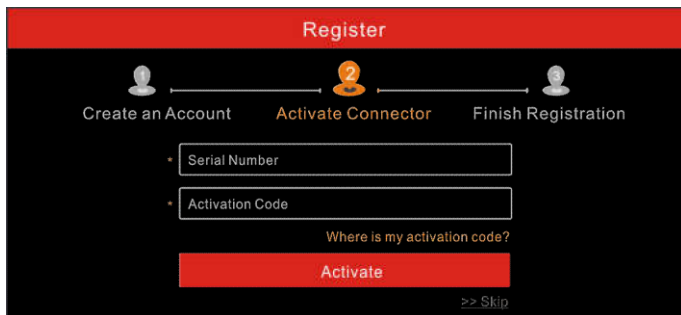 Register
1 2 3
Create an Account Activate Connector Finish Registration
* Serial Number
* Activation Code
Where is my activation code?
Activate
>> Skip